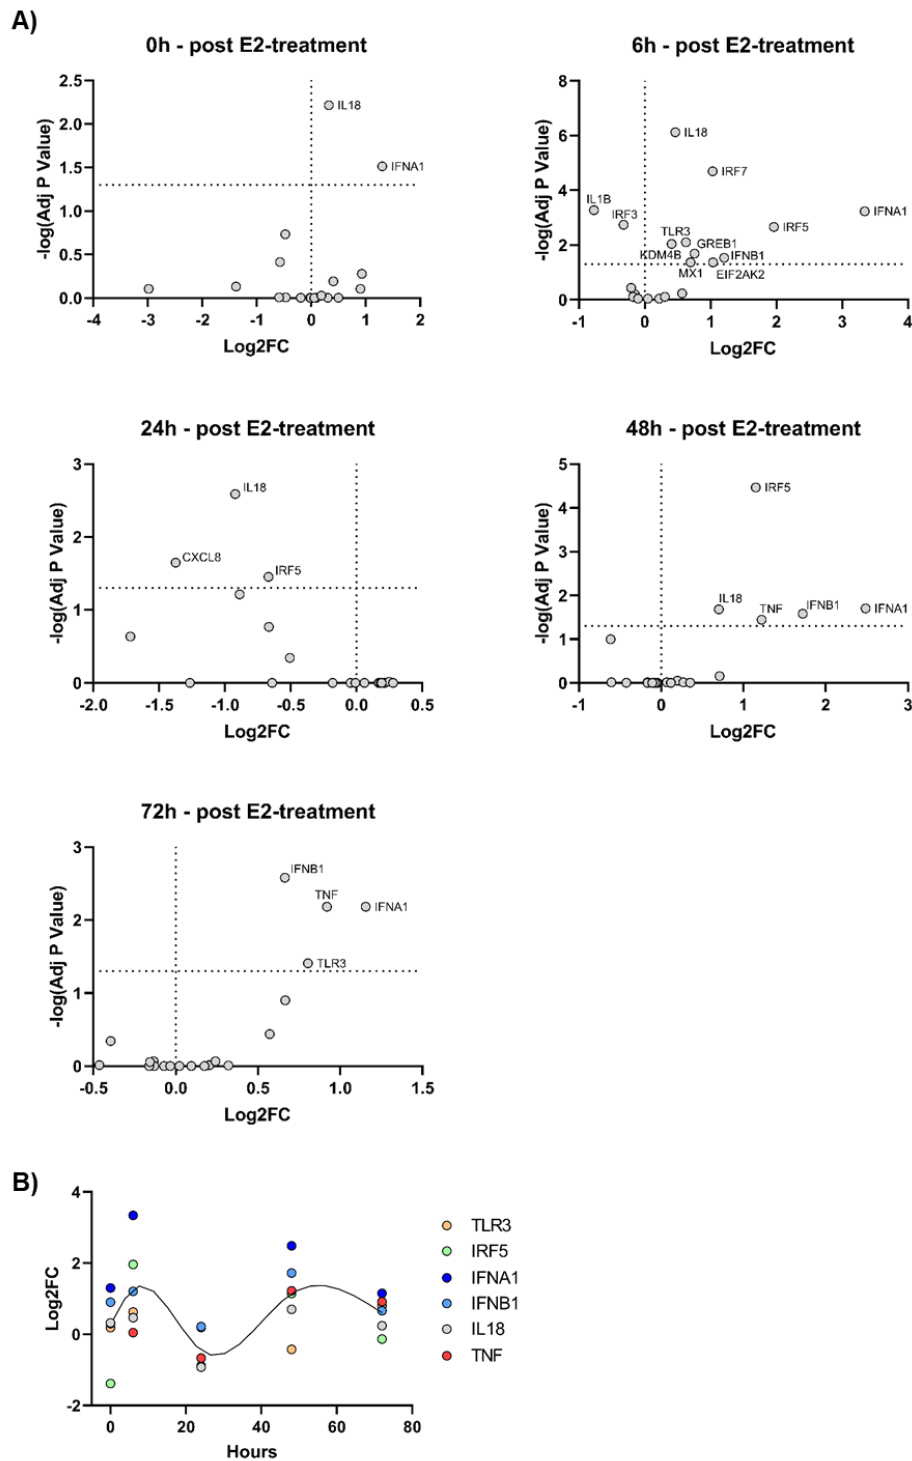 A)
0h - post E2-treatment
-log(Adj P Value)
2.5
2.0
1.5
1.0
0.5
0.0
IL18
IFNA1
-4 -3 -2 -1 0 1 2
Log2FC
6h - post E2-treatment
-log(Adj P Value)
8
6
4
2
0
IL18
IRF7
IL1B
IRF3
IFNA1
IRF5
TLR3
GREB1
KDM4B
IFNB1
MX1
EIF2AK2
-1 0 1 2 3 4
Log2FC
24h - post E2-treatment
-log(Adj P Value)
3
2
1
0
IL18
CXCL8
IRF5
-2.0 -1.5 -1.0 -0.5 0.0 0.5
Log2FC
48h - post E2-treatment
-log(Adj P Value)
5
4
3
2
1
0
IRF5
IL18
TNF
IFNB1
IFNA1
-1 0 1 2 3
Log2FC
72h - post E2-treatment
-log(Adj P Value)
3
2
1
0
IFNB1
TNF
IFNA1
TLR3
-0.5 0.0 0.5 1.0 1.5
Log2FC
B)
Log2FC
4
2
0
-2
0 20 40 60 80
Hours
TLR3
IRF5
IFNA1
IFNB1
IL18
TNF